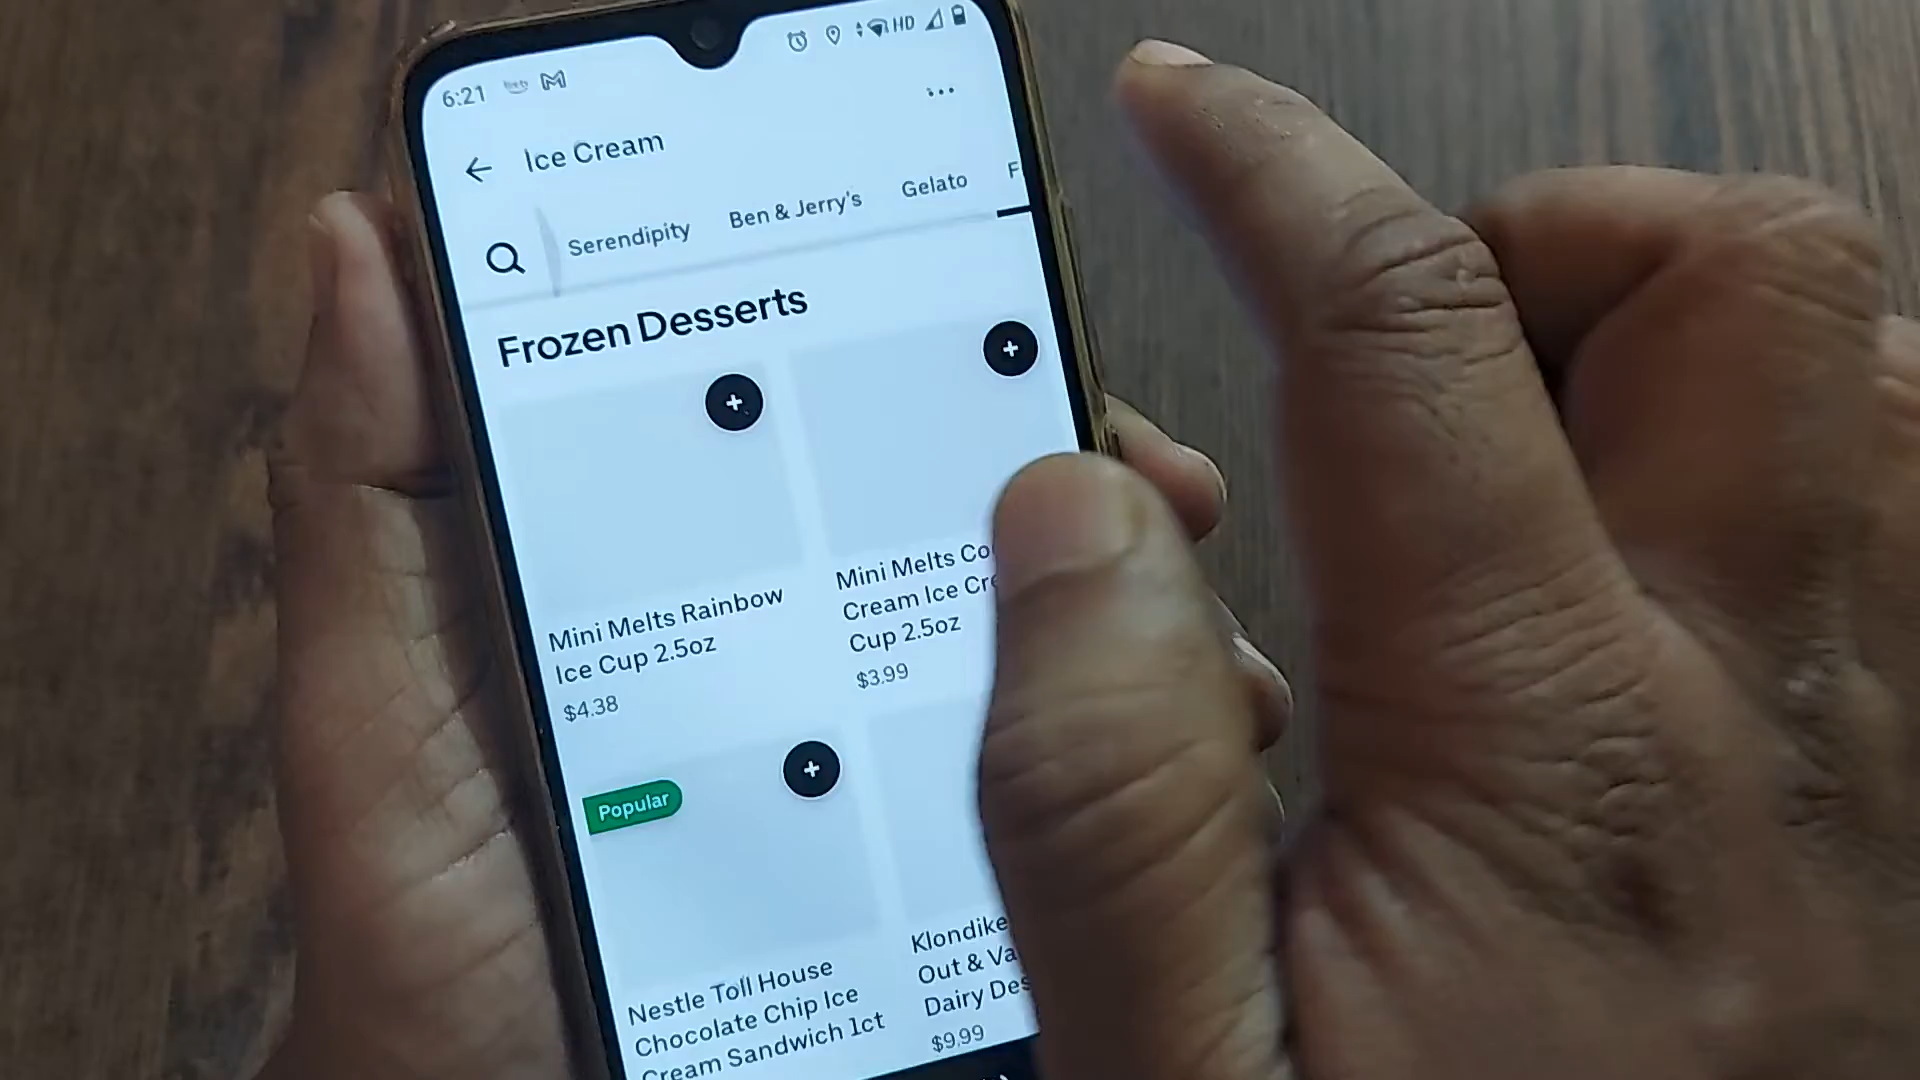 6:21
HD
Ice Cream
Serendipity Ben & Jerry's Gelato F
Frozen Desserts
Mini Melts Rainbow
Ice Cup 2.5oz
$4.38
Mini Melts Co
Cream Ice Cre
Cup 2.5oz
$3.99
Popular
Nestle Toll House
Chocolate Chip Ice
Cream Sandwich 1ct
Klondike
Out & Va
Dairy Des
$9.99